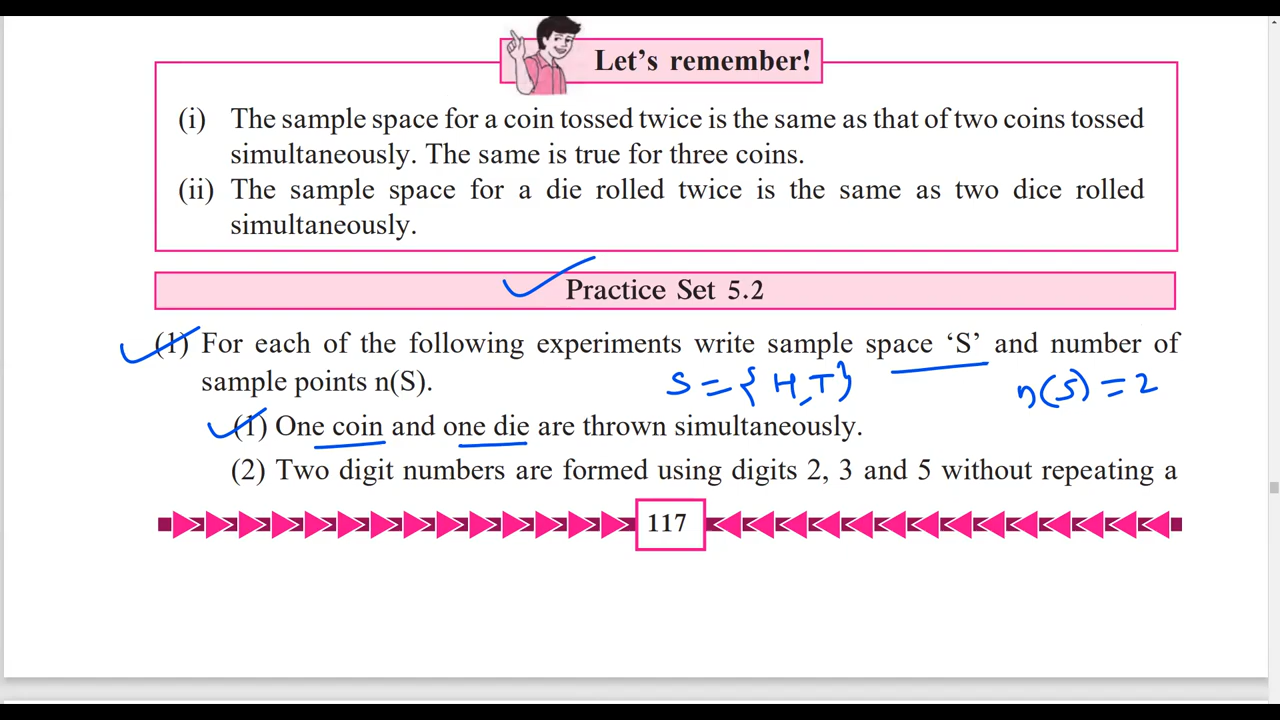 Let's remember!
(i) The sample space for a coin tossed twice is the same as that of two coins tossed
simultaneously. The same is true for three coins.
(ii) The sample space for a die rolled twice is the same as two dice rolled
simultaneously.
Practice Set 5.2
(1) For each of the following experiments write sample space ‘S’ and number of
sample points n(S).
S = { H, T }
n(S) = 2
(1) One coin and one die are thrown simultaneously.
(2) Two digit numbers are formed using digits 2, 3 and 5 without repeating a
117